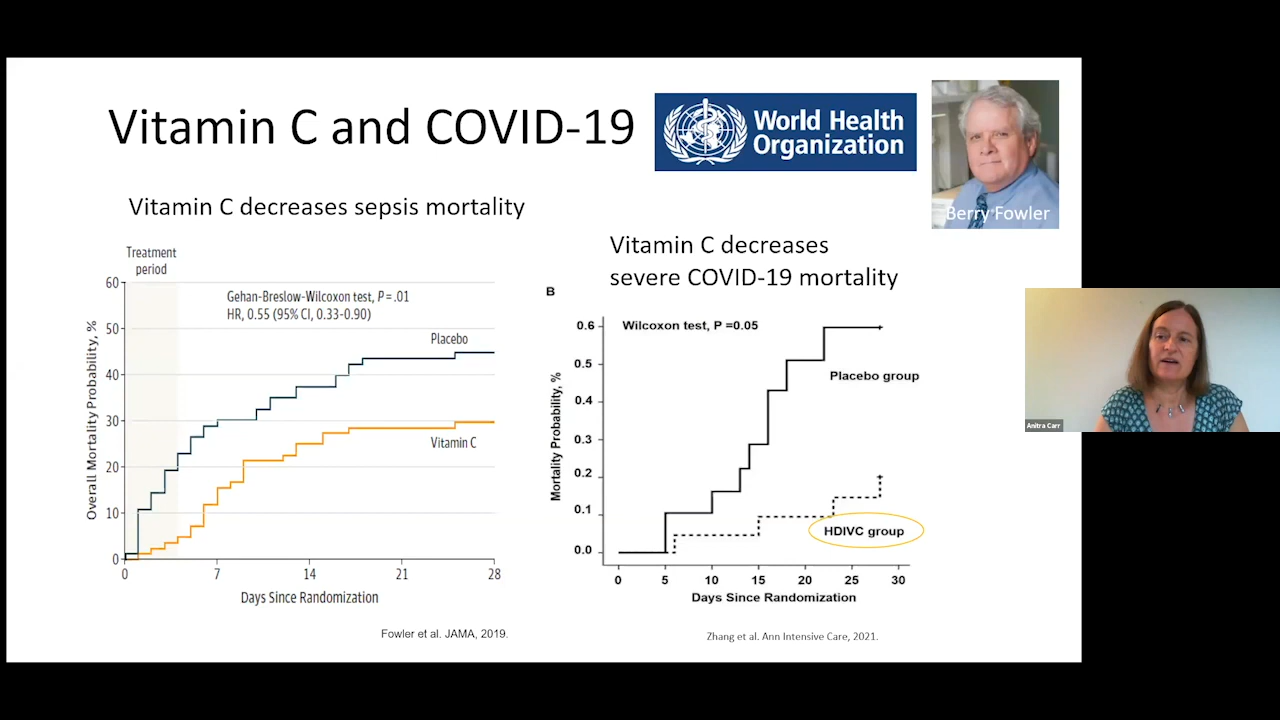 Vitamin C and COVID-19
World Health
Organization
Berry Fowler
Vitamin C decreases sepsis mortality
Treatment
period
Overall Mortality Probability, %
60
50
40
30
20
10
0
Gehan-Breslow-Wilcoxon test, P = .01
HR, 0.55 (95% CI, 0.33-0.90)
Placebo
Vitamin C
0 7 14 21 28
Days Since Randomization
Fowler et al. JAMA, 2019.
Vitamin C decreases
severe COVID-19 mortality
B
Mortality Probability, %
0.6
0.5
0.4
0.3
0.2
0.1
0.0
Wilcoxon test, P =0.05
Placebo group
HDIVC group
0 5 10 15 20 25 30
Days Since Randomization
Zhang et al. Ann Intensive Care, 2021.
Anitra Carr